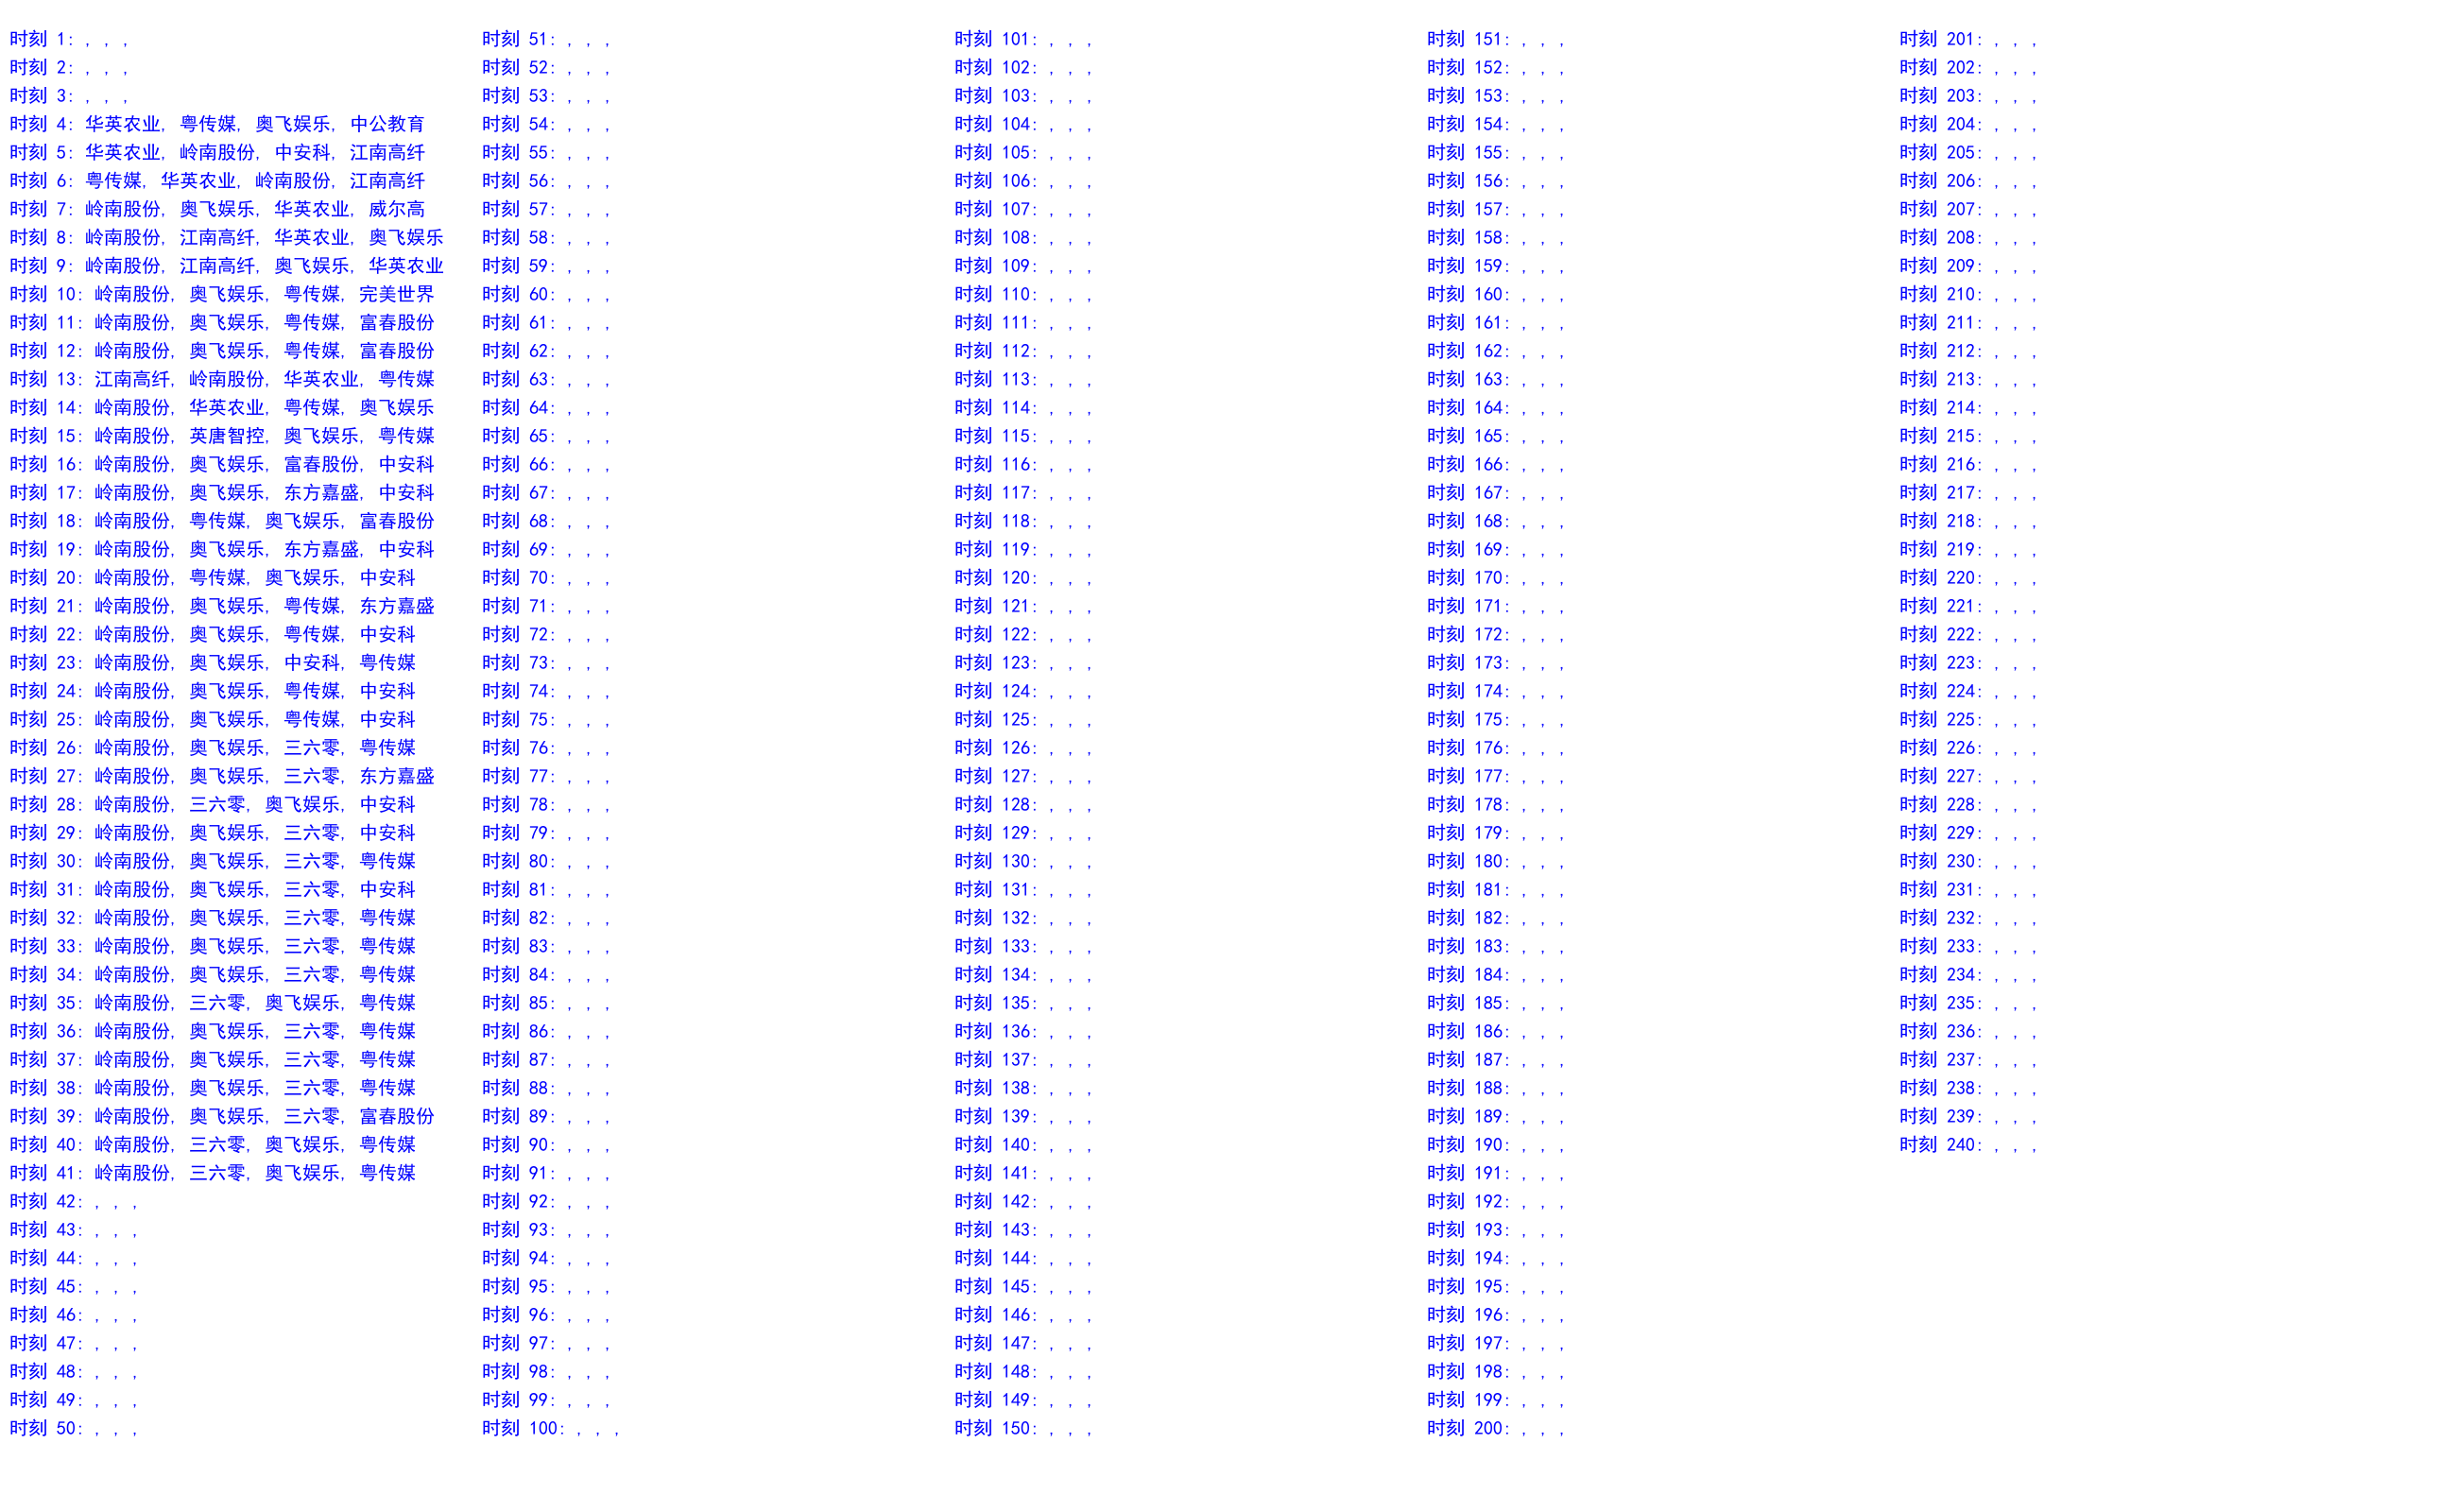 时刻 1: , , ,
时刻 2: , , ,
时刻 3: , , ,
时刻 4: 华英农业, 粤传媒, 奥飞娱乐, 中公教育
时刻 5: 华英农业, 岭南股份, 中安科, 江南高纤
时刻 6: 粤传媒, 华英农业, 岭南股份, 江南高纤
时刻 7: 岭南股份, 奥飞娱乐, 华英农业, 威尔高
时刻 8: 岭南股份, 江南高纤, 华英农业, 奥飞娱乐
时刻 9: 岭南股份, 江南高纤, 奥飞娱乐, 华英农业
时刻 10: 岭南股份, 奥飞娱乐, 粤传媒, 完美世界
时刻 11: 岭南股份, 奥飞娱乐, 粤传媒, 富春股份
时刻 12: 岭南股份, 奥飞娱乐, 粤传媒, 富春股份
时刻 13: 江南高纤, 岭南股份, 华英农业, 粤传媒
时刻 14: 岭南股份, 华英农业, 粤传媒, 奥飞娱乐
时刻 15: 岭南股份, 英唐智控, 奥飞娱乐, 粤传媒
时刻 16: 岭南股份, 奥飞娱乐, 富春股份, 中安科
时刻 17: 岭南股份, 奥飞娱乐, 东方嘉盛, 中安科
时刻 18: 岭南股份, 粤传媒, 奥飞娱乐, 富春股份
时刻 19: 岭南股份, 奥飞娱乐, 东方嘉盛, 中安科
时刻 20: 岭南股份, 粤传媒, 奥飞娱乐, 中安科
时刻 21: 岭南股份, 奥飞娱乐, 粤传媒, 东方嘉盛
时刻 22: 岭南股份, 奥飞娱乐, 粤传媒, 中安科
时刻 23: 岭南股份, 奥飞娱乐, 中安科, 粤传媒
时刻 24: 岭南股份, 奥飞娱乐, 粤传媒, 中安科
时刻 25: 岭南股份, 奥飞娱乐, 粤传媒, 中安科
时刻 26: 岭南股份, 奥飞娱乐, 三六零, 粤传媒
时刻 27: 岭南股份, 奥飞娱乐, 三六零, 东方嘉盛
时刻 28: 岭南股份, 三六零, 奥飞娱乐, 中安科
时刻 29: 岭南股份, 奥飞娱乐, 三六零, 中安科
时刻 30: 岭南股份, 奥飞娱乐, 三六零, 粤传媒
时刻 31: 岭南股份, 奥飞娱乐, 三六零, 中安科
时刻 32: 岭南股份, 奥飞娱乐, 三六零, 粤传媒
时刻 33: 岭南股份, 奥飞娱乐, 三六零, 粤传媒
时刻 34: 岭南股份, 奥飞娱乐, 三六零, 粤传媒
时刻 35: 岭南股份, 三六零, 奥飞娱乐, 粤传媒
时刻 36: 岭南股份, 奥飞娱乐, 三六零, 粤传媒
时刻 37: 岭南股份, 奥飞娱乐, 三六零, 粤传媒
时刻 38: 岭南股份, 奥飞娱乐, 三六零, 粤传媒
时刻 39: 岭南股份, 奥飞娱乐, 三六零, 富春股份
时刻 40: 岭南股份, 三六零, 奥飞娱乐, 粤传媒
时刻 41: 岭南股份, 三六零, 奥飞娱乐, 粤传媒
时刻 42: , , ,
时刻 43: , , ,
时刻 44: , , ,
时刻 45: , , ,
时刻 46: , , ,
时刻 47: , , ,
时刻 48: , , ,
时刻 49: , , ,
时刻 50: , , ,
时刻 51: , , ,
时刻 52: , , ,
时刻 53: , , ,
时刻 54: , , ,
时刻 55: , , ,
时刻 56: , , ,
时刻 57: , , ,
时刻 58: , , ,
时刻 59: , , ,
时刻 60: , , ,
时刻 61: , , ,
时刻 62: , , ,
时刻 63: , , ,
时刻 64: , , ,
时刻 65: , , ,
时刻 66: , , ,
时刻 67: , , ,
时刻 68: , , ,
时刻 69: , , ,
时刻 70: , , ,
时刻 71: , , ,
时刻 72: , , ,
时刻 73: , , ,
时刻 74: , , ,
时刻 75: , , ,
时刻 76: , , ,
时刻 77: , , ,
时刻 78: , , ,
时刻 79: , , ,
时刻 80: , , ,
时刻 81: , , ,
时刻 82: , , ,
时刻 83: , , ,
时刻 84: , , ,
时刻 85: , , ,
时刻 86: , , ,
时刻 87: , , ,
时刻 88: , , ,
时刻 89: , , ,
时刻 90: , , ,
时刻 91: , , ,
时刻 92: , , ,
时刻 93: , , ,
时刻 94: , , ,
时刻 95: , , ,
时刻 96: , , ,
时刻 97: , , ,
时刻 98: , , ,
时刻 99: , , ,
时刻 100: , , ,
时刻 101: , , ,
时刻 102: , , ,
时刻 103: , , ,
时刻 104: , , ,
时刻 105: , , ,
时刻 106: , , ,
时刻 107: , , ,
时刻 108: , , ,
时刻 109: , , ,
时刻 110: , , ,
时刻 111: , , ,
时刻 112: , , ,
时刻 113: , , ,
时刻 114: , , ,
时刻 115: , , ,
时刻 116: , , ,
时刻 117: , , ,
时刻 118: , , ,
时刻 119: , , ,
时刻 120: , , ,
时刻 121: , , ,
时刻 122: , , ,
时刻 123: , , ,
时刻 124: , , ,
时刻 125: , , ,
时刻 126: , , ,
时刻 127: , , ,
时刻 128: , , ,
时刻 129: , , ,
时刻 130: , , ,
时刻 131: , , ,
时刻 132: , , ,
时刻 133: , , ,
时刻 134: , , ,
时刻 135: , , ,
时刻 136: , , ,
时刻 137: , , ,
时刻 138: , , ,
时刻 139: , , ,
时刻 140: , , ,
时刻 141: , , ,
时刻 142: , , ,
时刻 143: , , ,
时刻 144: , , ,
时刻 145: , , ,
时刻 146: , , ,
时刻 147: , , ,
时刻 148: , , ,
时刻 149: , , ,
时刻 150: , , ,
时刻 151: , , ,
时刻 152: , , ,
时刻 153: , , ,
时刻 154: , , ,
时刻 155: , , ,
时刻 156: , , ,
时刻 157: , , ,
时刻 158: , , ,
时刻 159: , , ,
时刻 160: , , ,
时刻 161: , , ,
时刻 162: , , ,
时刻 163: , , ,
时刻 164: , , ,
时刻 165: , , ,
时刻 166: , , ,
时刻 167: , , ,
时刻 168: , , ,
时刻 169: , , ,
时刻 170: , , ,
时刻 171: , , ,
时刻 172: , , ,
时刻 173: , , ,
时刻 174: , , ,
时刻 175: , , ,
时刻 176: , , ,
时刻 177: , , ,
时刻 178: , , ,
时刻 179: , , ,
时刻 180: , , ,
时刻 181: , , ,
时刻 182: , , ,
时刻 183: , , ,
时刻 184: , , ,
时刻 185: , , ,
时刻 186: , , ,
时刻 187: , , ,
时刻 188: , , ,
时刻 189: , , ,
时刻 190: , , ,
时刻 191: , , ,
时刻 192: , , ,
时刻 193: , , ,
时刻 194: , , ,
时刻 195: , , ,
时刻 196: , , ,
时刻 197: , , ,
时刻 198: , , ,
时刻 199: , , ,
时刻 200: , , ,
时刻 201: , , ,
时刻 202: , , ,
时刻 203: , , ,
时刻 204: , , ,
时刻 205: , , ,
时刻 206: , , ,
时刻 207: , , ,
时刻 208: , , ,
时刻 209: , , ,
时刻 210: , , ,
时刻 211: , , ,
时刻 212: , , ,
时刻 213: , , ,
时刻 214: , , ,
时刻 215: , , ,
时刻 216: , , ,
时刻 217: , , ,
时刻 218: , , ,
时刻 219: , , ,
时刻 220: , , ,
时刻 221: , , ,
时刻 222: , , ,
时刻 223: , , ,
时刻 224: , , ,
时刻 225: , , ,
时刻 226: , , ,
时刻 227: , , ,
时刻 228: , , ,
时刻 229: , , ,
时刻 230: , , ,
时刻 231: , , ,
时刻 232: , , ,
时刻 233: , , ,
时刻 234: , , ,
时刻 235: , , ,
时刻 236: , , ,
时刻 237: , , ,
时刻 238: , , ,
时刻 239: , , ,
时刻 240: , , ,